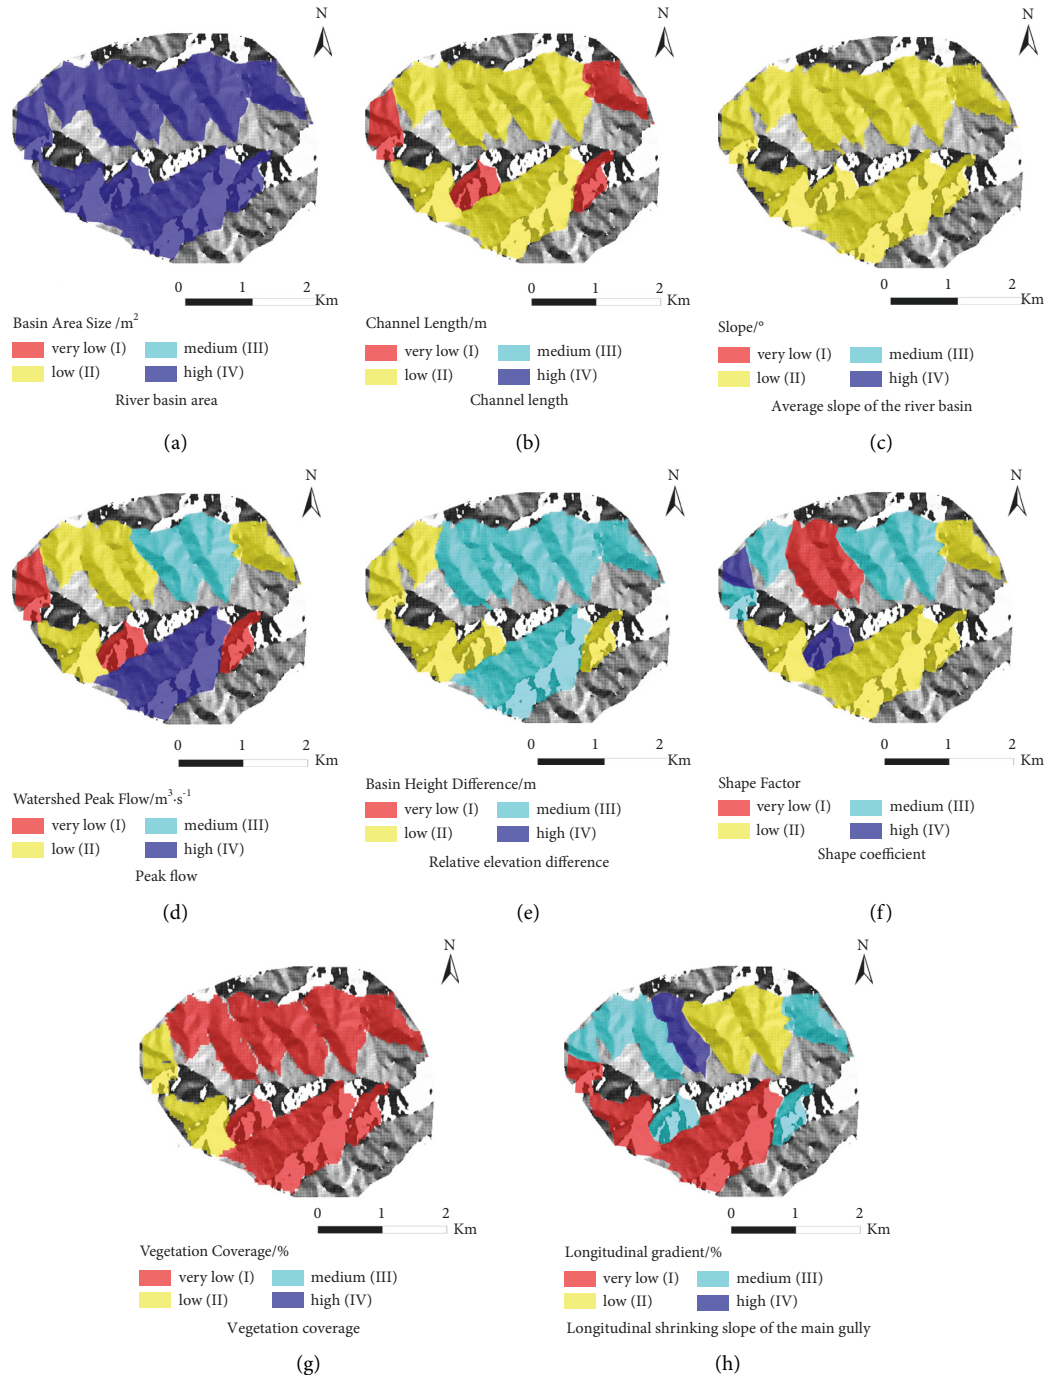 N
N
N
0 1 2
Km
0 1 2
Km
0 1 2
Km
Basin Area Size /m²
very low (I) medium (III)
low (II) high (IV)
River basin area
(a)
Channel Length/m
very low (I) medium (III)
low (II) high (IV)
Channel length
(b)
Slope/°
very low (I) medium (III)
low (II) high (IV)
Average slope of the river basin
(c)
N
N
N
0 1 2
Km
0 1 2
Km
0 1 2
Km
Watershed Peak Flow/m³·s⁻¹
very low (I) medium (III)
low (II) high (IV)
Peak flow
(d)
Basin Height Difference/m
very low (I) medium (III)
low (II) high (IV)
Relative elevation difference
(e)
Shape Factor
very low (I) medium (III)
low (II) high (IV)
Shape coefficient
(f)
N
N
0 1 2
Km
0 1 2
Km
Vegetation Coverage/%
very low (I) medium (III)
low (II) high (IV)
Vegetation coverage
(g)
Longitudinal gradient/%
very low (I) medium (III)
low (II) high (IV)
Longitudinal shrinking slope of the main gully
(h)